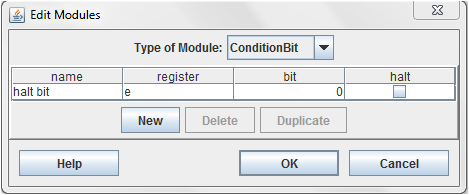 Edit Modules
Type of Module: ConditionBit
name register bit halt
halt bit e 0
New Delete Duplicate
Help OK Cancel